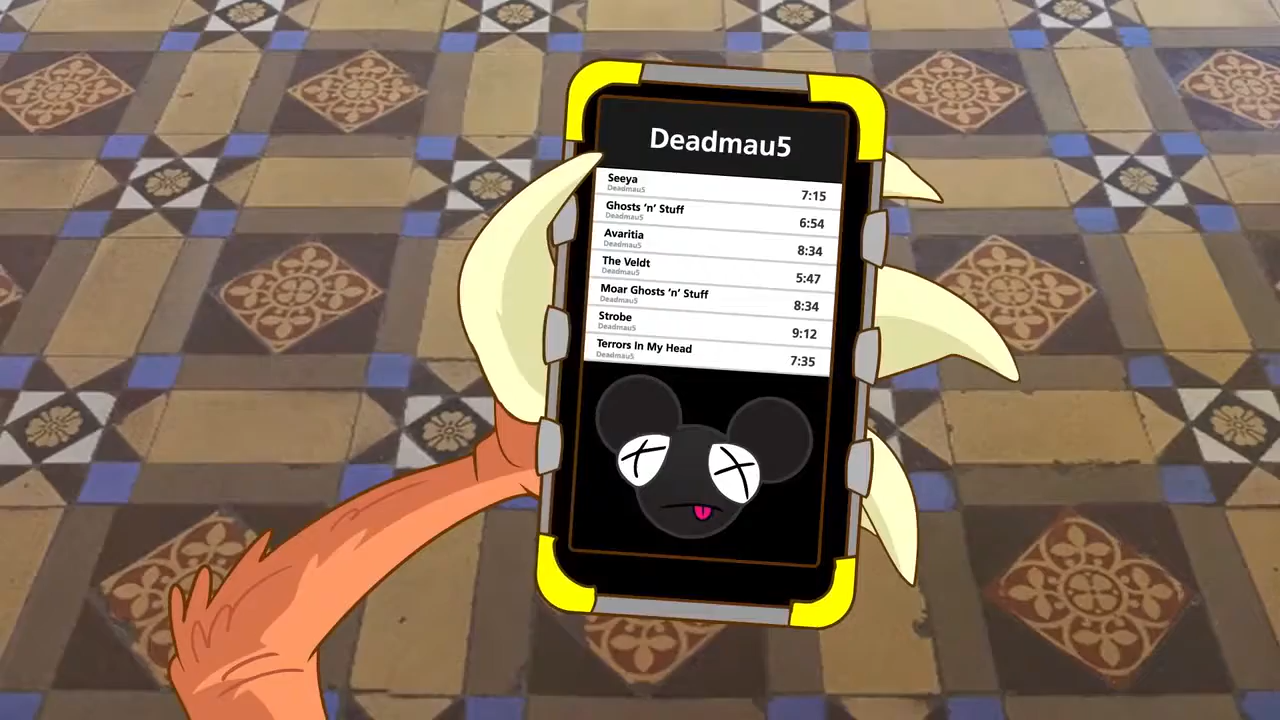 Deadmau5
Seeya
Deadmau5
7:15
Ghosts ‘n’ Stuff
Deadmau5
6:54
Avaritia
Deadmau5
8:34
The Veldt
Deadmau5
5:47
Moar Ghosts ‘n’ Stuff
Deadmau5
8:34
Strobe
Deadmau5
9:12
Terrors In My Head
Deadmau5
7:35